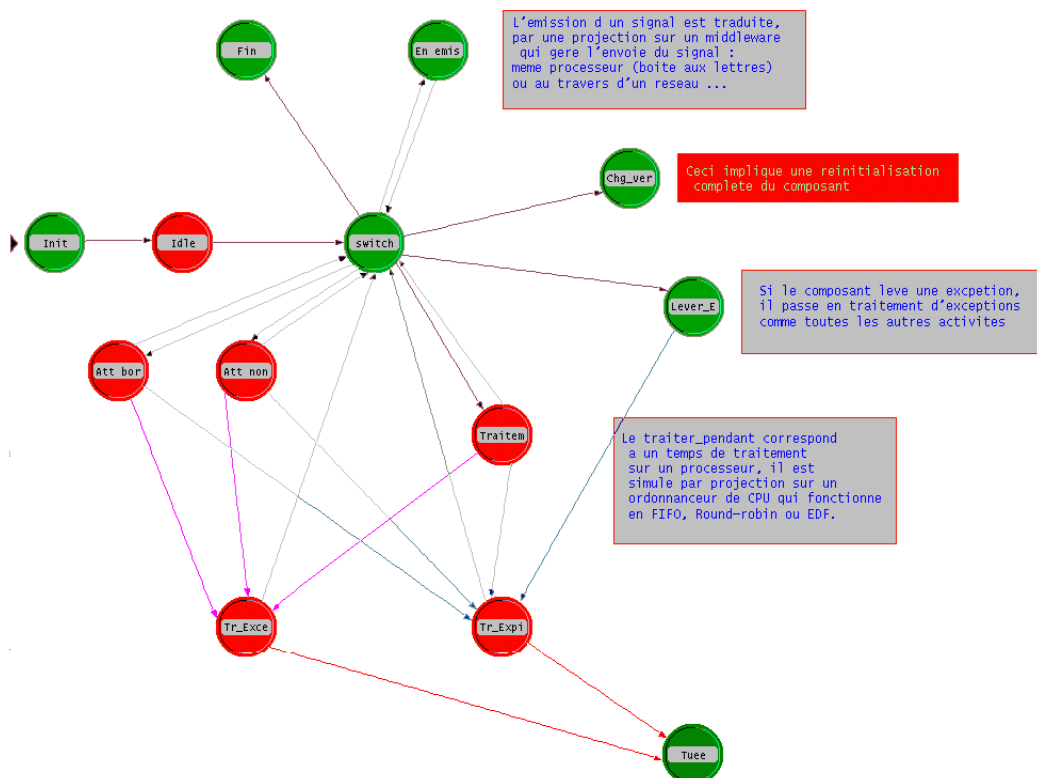 L'emission d un signal est traduite,
par une projection sur un middleware
qui gere l'envoie du signal :
meme processeur (boite aux lettres)
ou au travers d'un reseau ...
Fin
En emis
Chg_ver
Ceci implique une reinitialisation
complete du composant
Init
Idle
switch
Lever_E
Si le composant leve une excpetion,
il passe en traitement d'exceptions
comme toutes les autres activites
Att bor
Att non
Traitem
Le traiter_pendant correspond
a un temps de traitement
sur un processeur, il est
simule par projection sur un
ordonnanceur de CPU qui fonctionne
en FIFO, Round-robin ou EDF.
Tr_Exce
Tr_Expi
Tuee